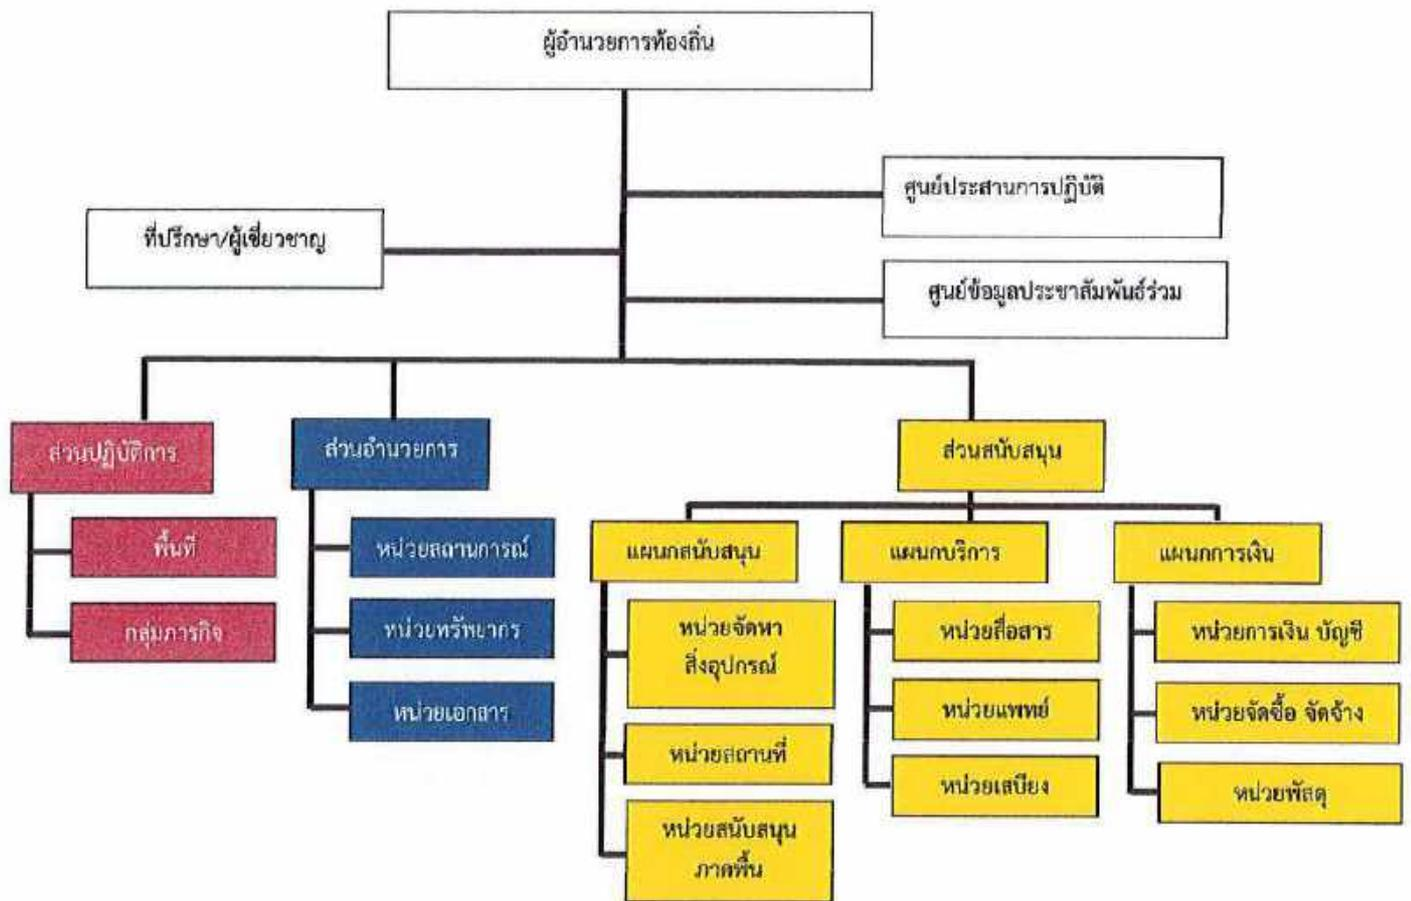 ผู้อำนวยการท้องถิ่น
ศูนย์ประสานการปฏิบัติ
ที่ปรึกษา/ผู้เชี่ยวชาญ
ศูนย์ข้อมูลประชาสัมพันธ์ร่วม
ส่วนปฏิบัติการ
พื้นที่
กลุ่มภารกิจ
ส่วนอำนวยการ
หน่วยสถานการณ์
หน่วยทรัพยากร
หน่วยเอกสาร
ส่วนสนับสนุน
แผนกสนับสนุน
หน่วยจัดหา
สิ่งอุปกรณ์
หน่วยสถานที่
หน่วยสนับสนุน
ภาคพื้น
แผนกบริการ
หน่วยสื่อสาร
หน่วยแพทย์
หน่วยเสบียง
แผนกการเงิน
หน่วยการเงิน บัญชี
หน่วยจัดซื้อ จัดจ้าง
หน่วยพัสดุ